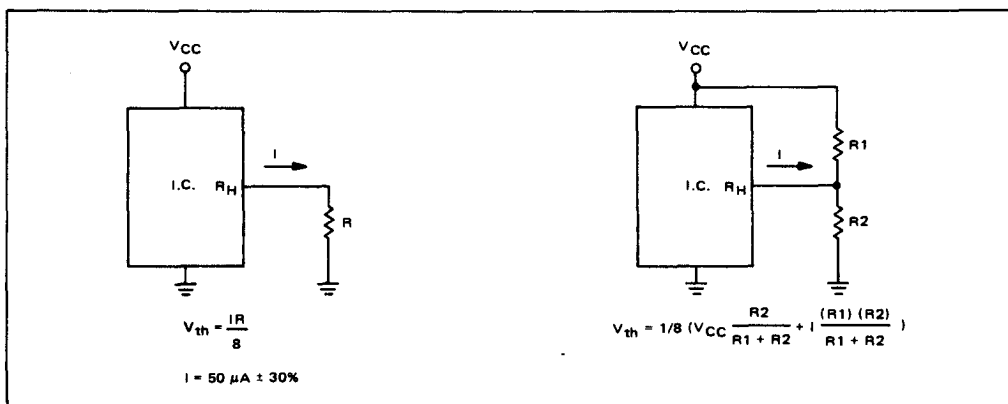 VCC
I
I.C. RH
R
Vth = IR
8
I = 50 μA ± 30%
VCC
R1
I
I.C. RH
R2
Vth = 1/8 (VCC R2 / R1 + R2 + I (R1) (R2) / R1 + R2 )